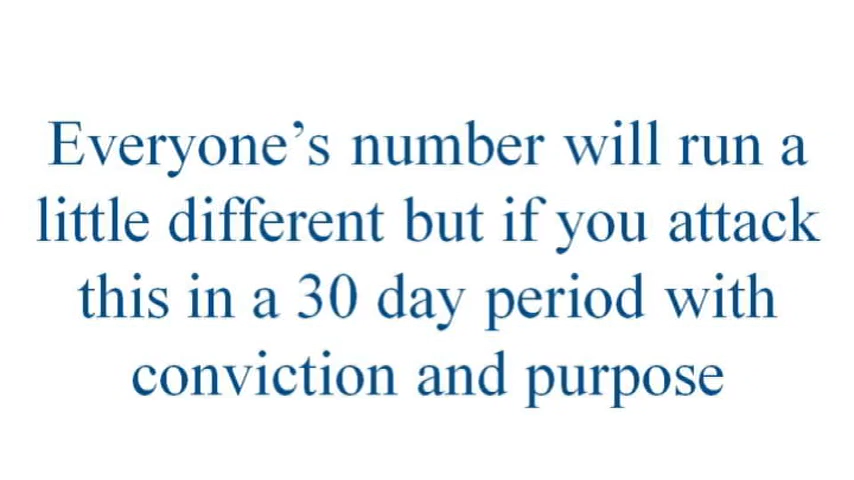 Everyone’s number will run a
little different but if you attack
this in a 30 day period with
conviction and purpose